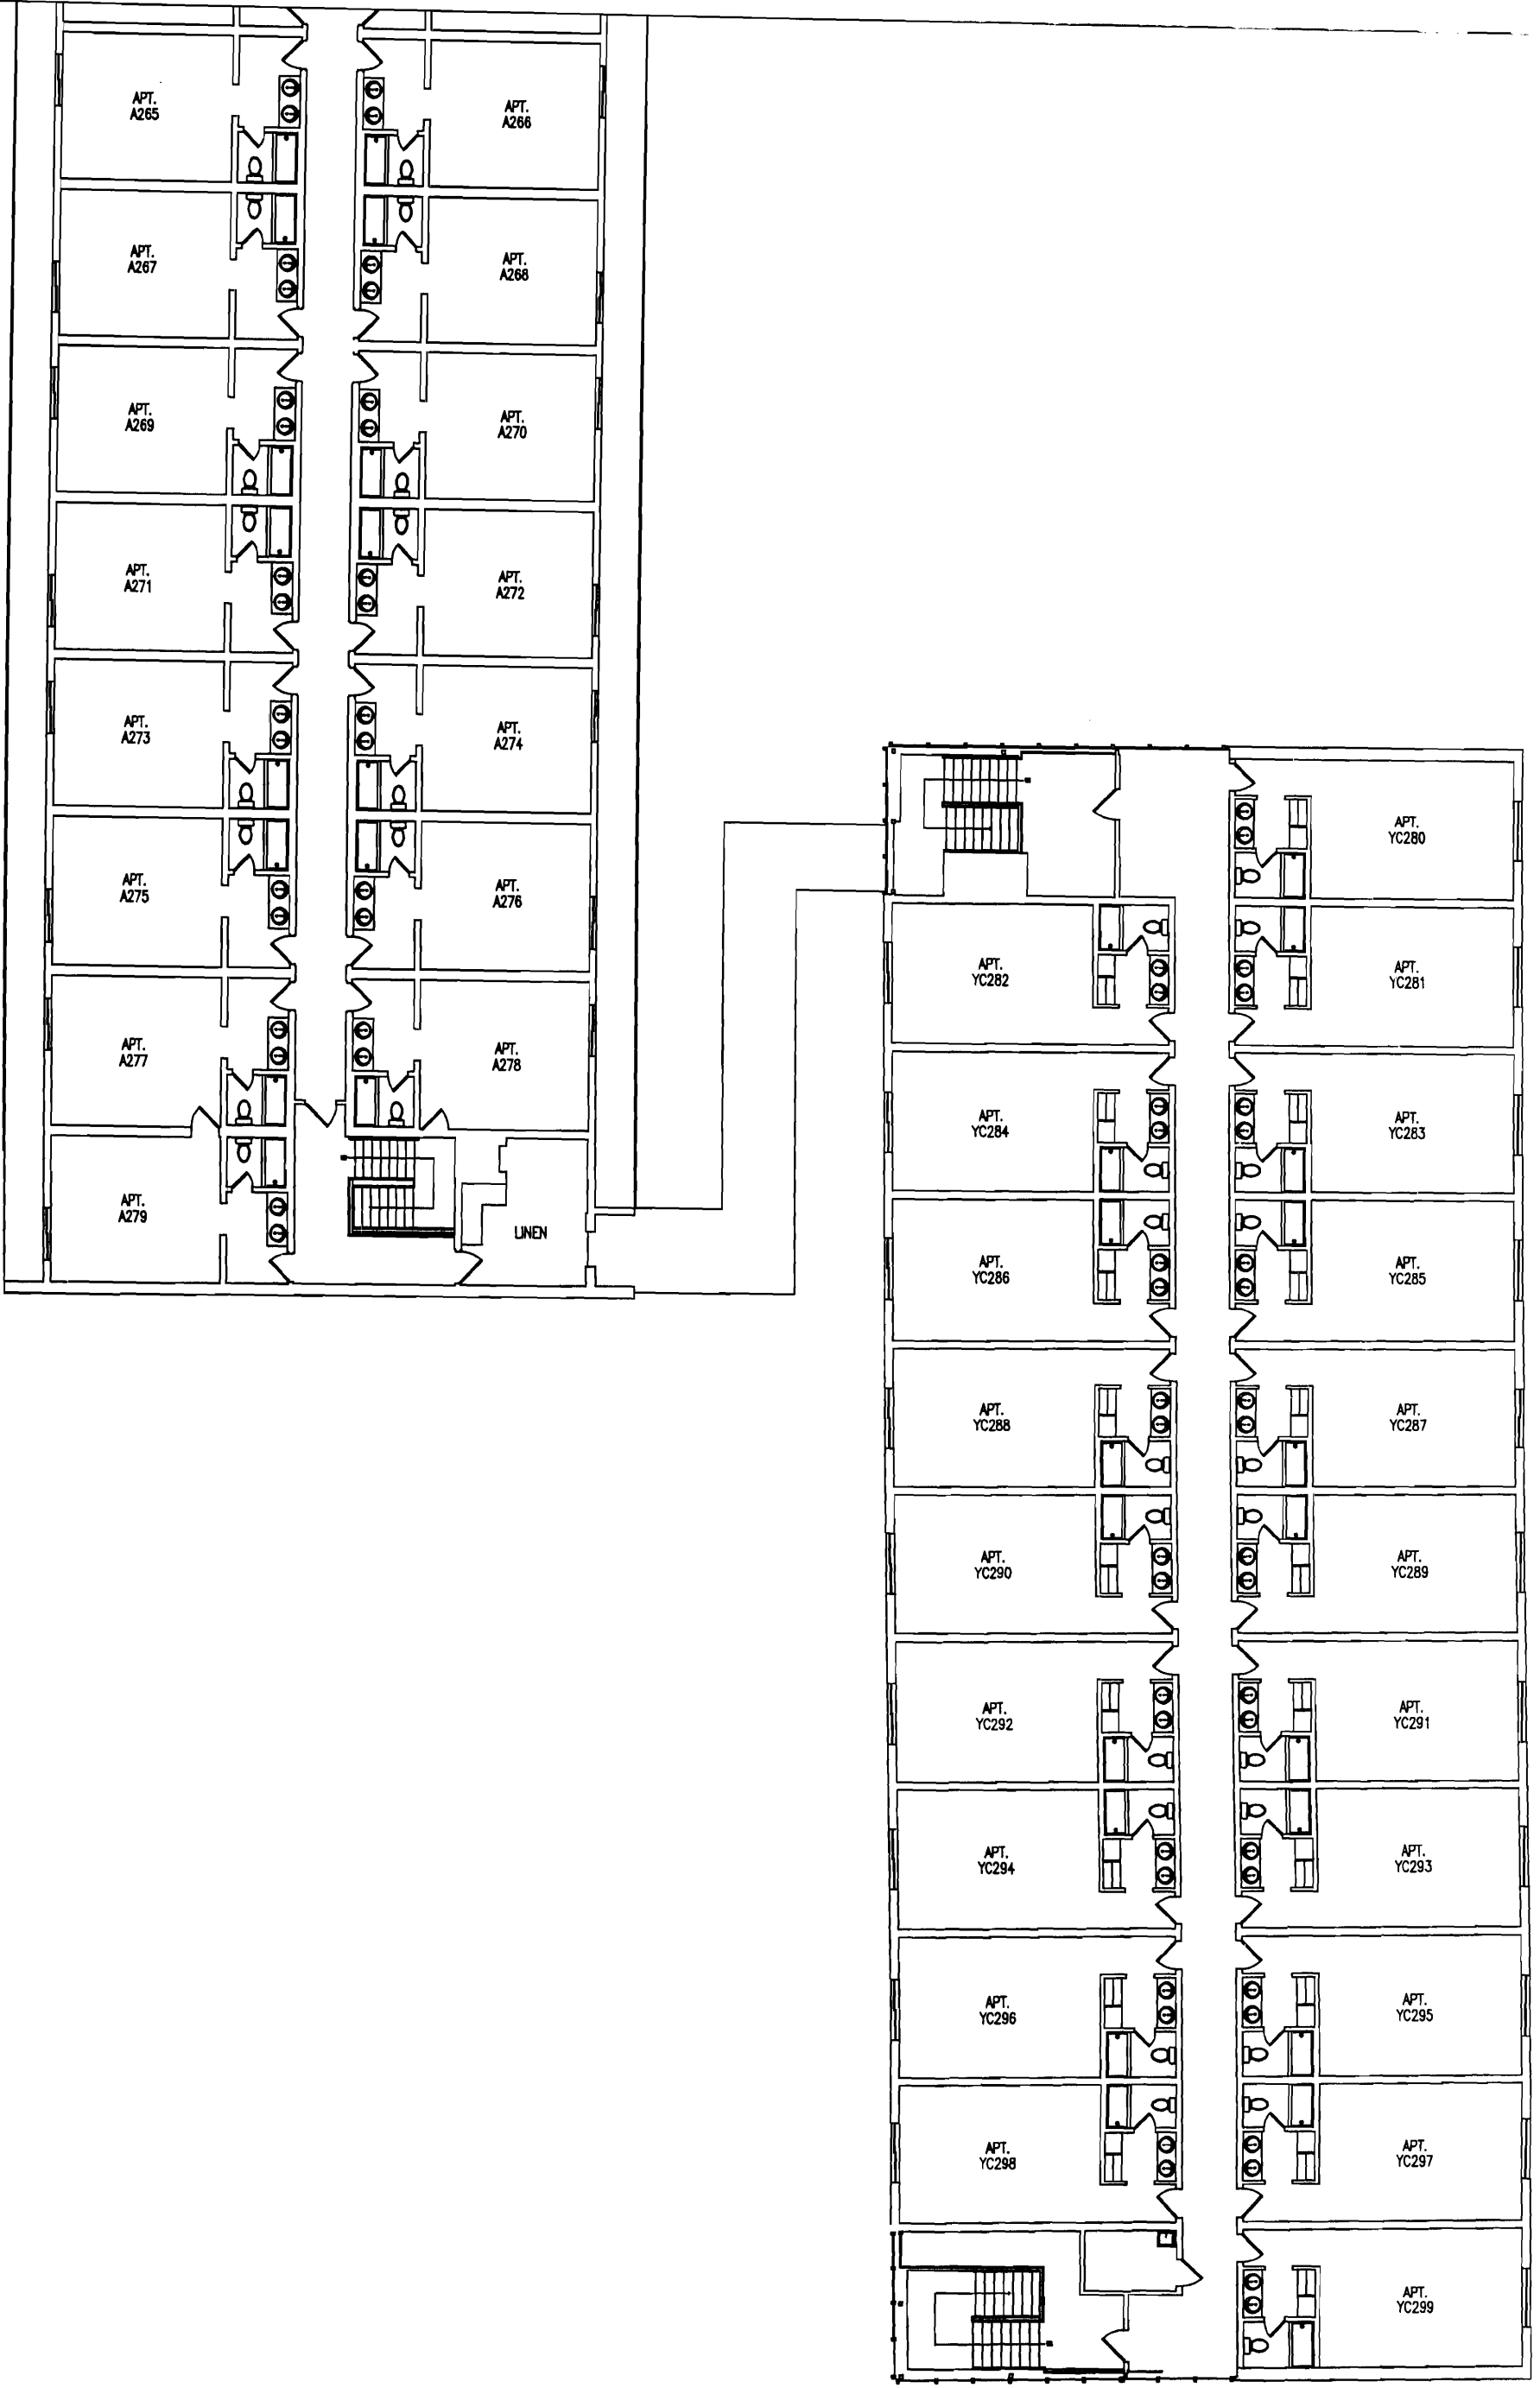 APT.
A265
APT.
A266
APT.
A267
APT.
A268
APT.
A269
APT.
A270
APT.
A271
APT.
A272
APT.
A273
APT.
A274
APT.
A275
APT.
A276
APT.
A277
APT.
A278
APT.
A279
LINEN
APT.
YC280
APT.
YC282
APT.
YC281
APT.
YC284
APT.
YC283
APT.
YC286
APT.
YC285
APT.
YC288
APT.
YC287
APT.
YC290
APT.
YC289
APT.
YC292
APT.
YC291
APT.
YC294
APT.
YC293
APT.
YC296
APT.
YC295
APT.
YC298
APT.
YC297
APT.
YC299